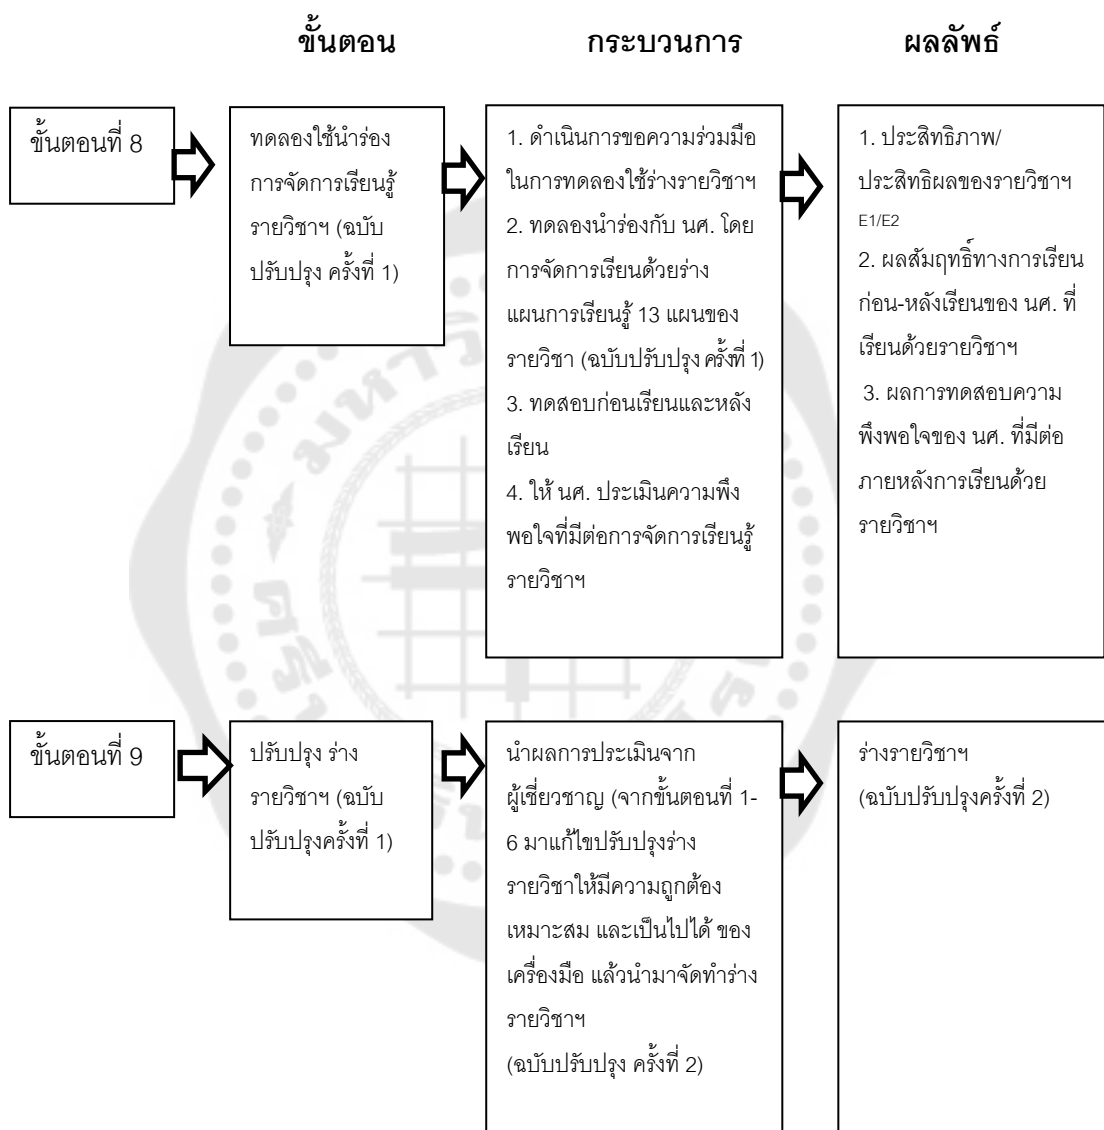 ขั้นตอน
กระบวนการ
ผลลัพธ์
ขั้นตอนที่ 8
ทดลองใช้นำร่อง
การจัดการเรียนรู้
รายวิชาฯ (ฉบับ
ปรับปรุง ครั้งที่ 1)
1. ดำเนินการขอความร่วมมือ
ในการทดลองใช้ร่างรายวิชาฯ
2. ทดลองนำร่องกับ นศ. โดย
การจัดการเรียนด้วยร่าง
แผนการเรียนรู้ 13 แผนของ
รายวิชา (ฉบับปรับปรุง ครั้งที่ 1)
3. ทดสอบก่อนเรียนและหลัง
เรียน
4. ให้ นศ. ประเมินความพึง
พอใจที่มีต่อการจัดการเรียนรู้
รายวิชาฯ
1. ประสิทธิภาพ/
ประสิทธิผลของรายวิชาฯ
E1/E2
2. ผลสัมฤทธิ์ทางการเรียน
ก่อน-หลังเรียนของ นศ. ที่
เรียนด้วยรายวิชาฯ
3. ผลการทดสอบความ
พึงพอใจของ นศ. ที่มีต่อ
ภายหลังการเรียนด้วย
รายวิชาฯ
ขั้นตอนที่ 9
ปรับปรุง ร่าง
รายวิชาฯ (ฉบับ
ปรับปรุงครั้งที่ 1)
นำผลการประเมินจาก
ผู้เชี่ยวชาญ (จากขั้นตอนที่ 1-
6 มาแก้ไขปรับปรุงร่าง
รายวิชาให้มีความถูกต้อง
เหมาะสม และเป็นไปได้ ของ
เครื่องมือ แล้วนำมาจัดทำร่าง
รายวิชาฯ
(ฉบับปรับปรุง ครั้งที่ 2)
ร่างรายวิชาฯ
(ฉบับปรับปรุงครั้งที่ 2)